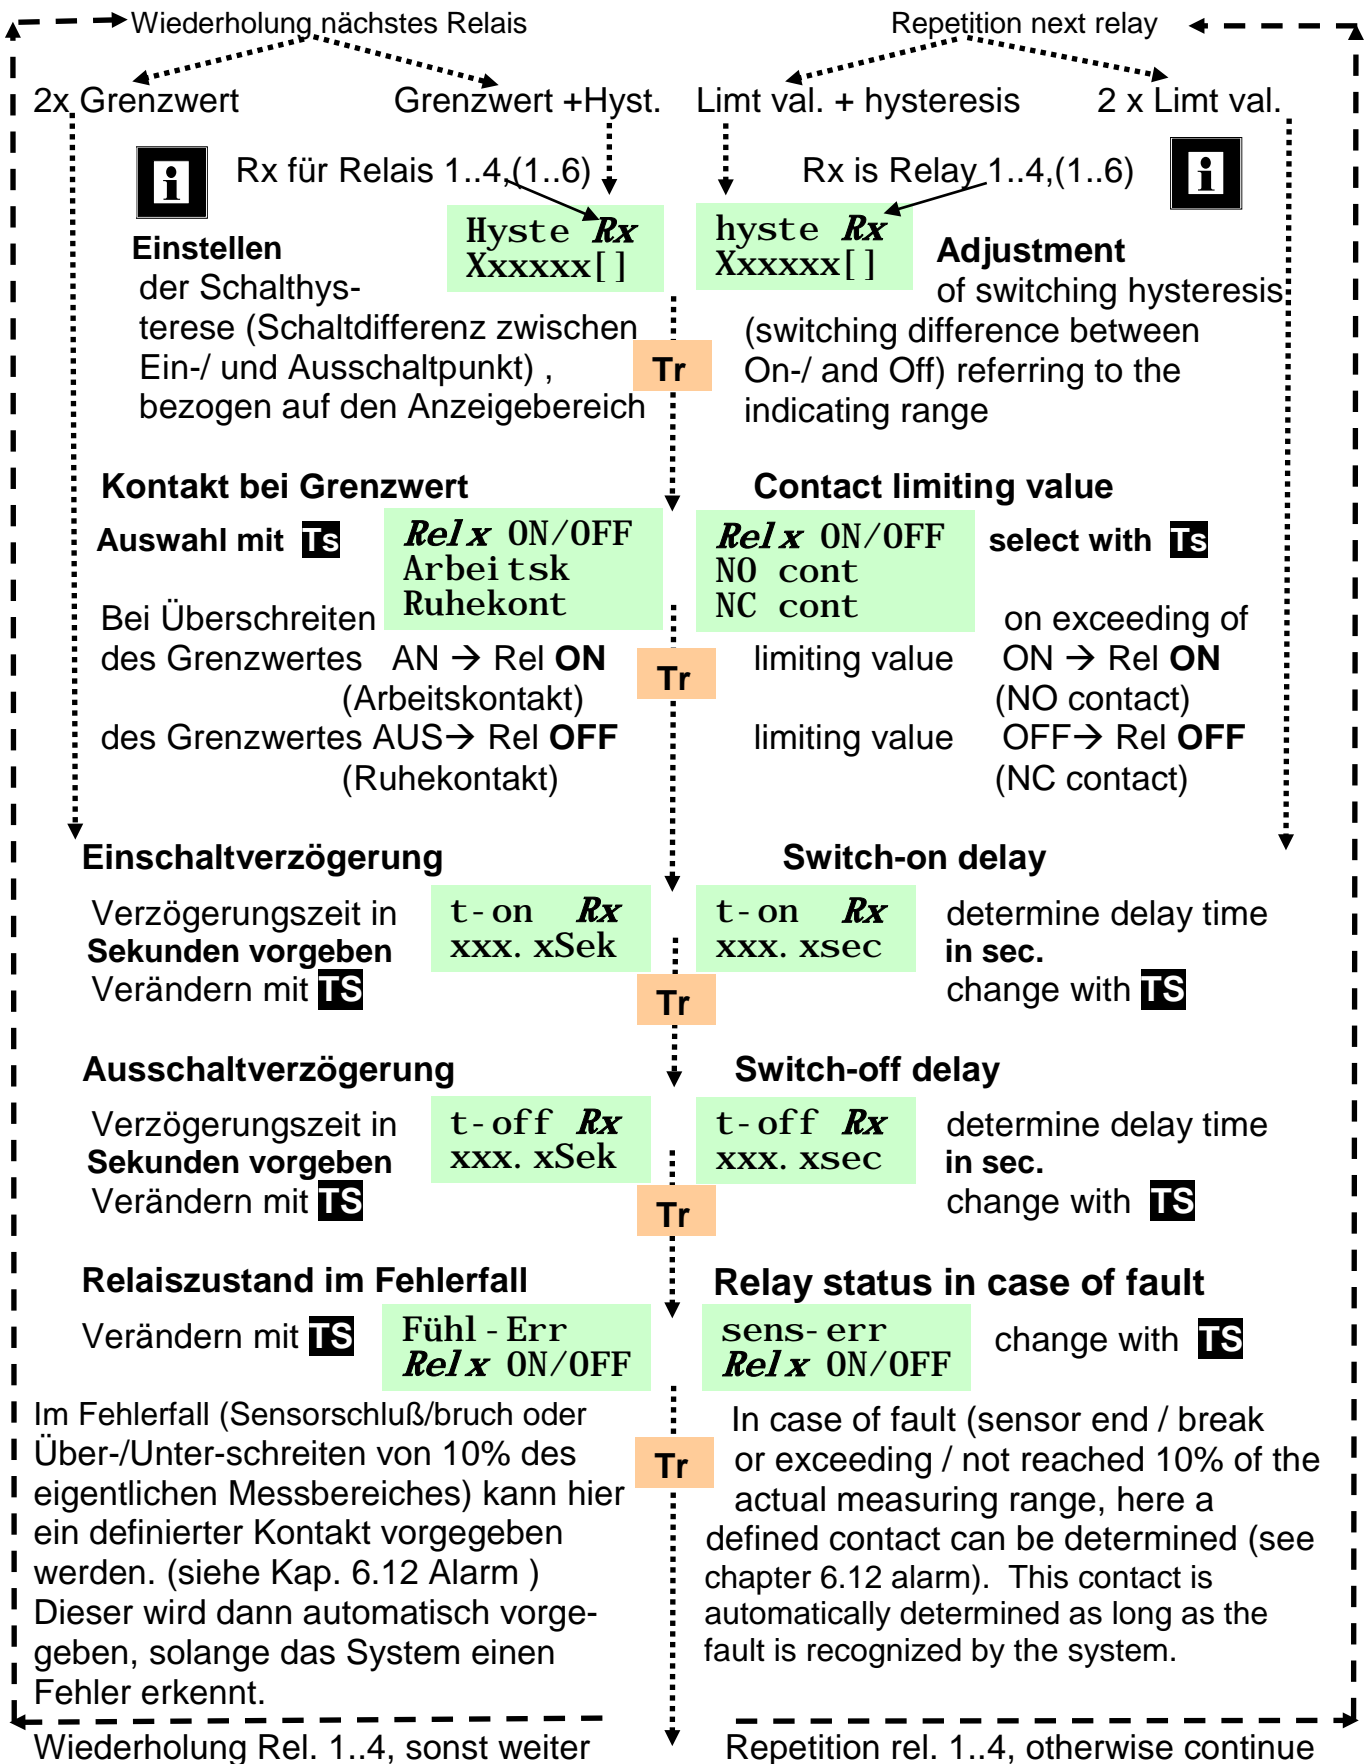 Wiederholung nächstes Relais
Repetition next relay
2x Grenzwert
Grenzwert +Hyst.
Limt val. + hysteresis
2 x Limt val.
i
Rx für Relais 1..4,(1..6)
Rx is Relay 1..4,(1..6)
i
Hyste Rx
Xxxxxx[]
hyste Rx
Xxxxxx[]
Einstellen
der Schalthys-
terese (Schaltdifferenz zwischen
Ein-/ und Ausschaltpunkt) ,
bezogen auf den Anzeigebereich
Tr
Adjustment
of switching hysteresis
(switching difference between
On-/ and Off) referring to the
indicating range
Kontakt bei Grenzwert
Contact limiting value
Auswahl mit Ts
Relx ON/OFF
Arbeitsk
Ruhekont
Relx ON/OFF
NO cont
NC cont
select with Ts
Bei Überschreiten
des Grenzwertes AN → Rel ON
(Arbeitskontakt)
des Grenzwertes AUS→ Rel OFF
(Ruhekontakt)
Tr
on exceeding of
limiting value ON → Rel ON
(NO contact)
limiting value OFF→ Rel OFF
(NC contact)
Einschaltverzögerung
Switch-on delay
Verzögerungszeit in
Sekunden vorgeben
Verändern mit TS
t-on Rx
xxx.xSek
t-on Rx
xxx.xsec
determine delay time
in sec.
change with TS
Tr
Ausschaltverzögerung
Switch-off delay
Verzögerungszeit in
Sekunden vorgeben
Verändern mit TS
t-off Rx
xxx.xSek
t-off Rx
xxx.xsec
determine delay time
in sec.
change with TS
Tr
Relaiszustand im Fehlerfall
Relay status in case of fault
Verändern mit TS
Fühl-Err
Relx ON/OFF
sens-err
Relx ON/OFF
change with TS
Im Fehlerfall (Sensorschluß/bruch oder
Über-/Unter-schreiten von 10% des
eigentlichen Messbereiches) kann hier
ein definierter Kontakt vorgegeben
werden. (siehe Kap. 6.12 Alarm )
Dieser wird dann automatisch vorge-
geben, solange das System einen
Fehler erkennt.
Tr
In case of fault (sensor end / break
or exceeding / not reached 10% of the
actual measuring range, here a
defined contact can be determined (see
chapter 6.12 alarm). This contact is
automatically determined as long as the
fault is recognized by the system.
Wiederholung Rel. 1..4, sonst weiter
Repetition rel. 1..4, otherwise continue